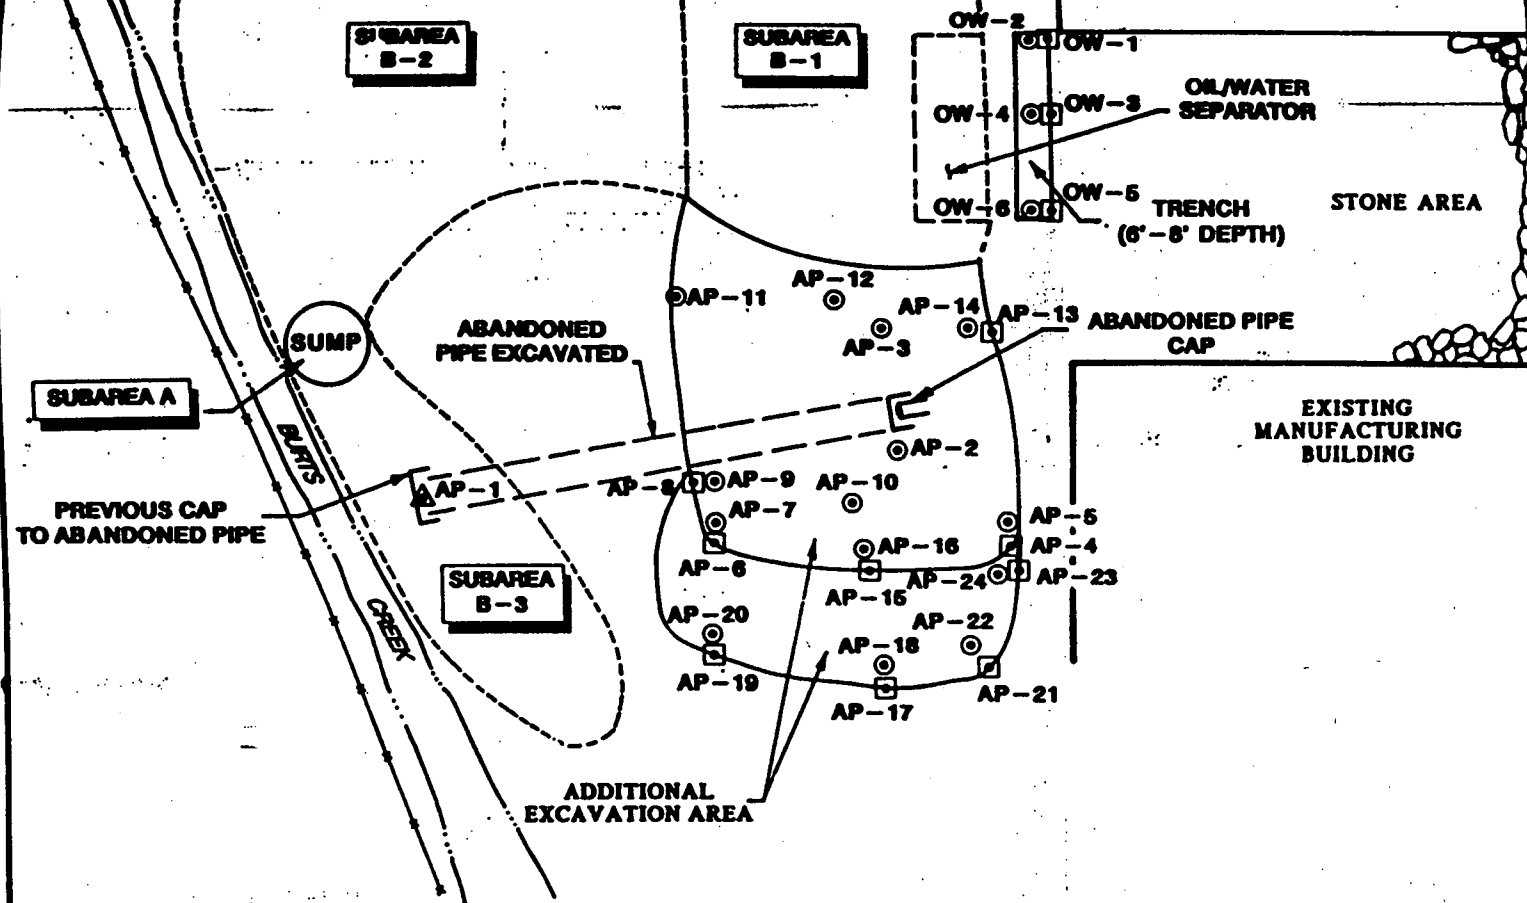 OW-2
SUBAREA
B-2
SUBAREA
B-1
OW-1
OIL/WATER
SEPARATOR
OW-4
OW-3
OW-6
OW-5
TRENCH
(6'-8' DEPTH)
STONE AREA
AP-11
AP-12
AP-14
AP-13
AP-3
ABANDONED PIPE
CAP
ABANDONED
PIPE EXCAVATED
SUMP
SUBAREA A
EXISTING
MANUFACTURING
BUILDING
BURTS
CREEK
AP-2
AP-1
AP-8
AP-9
AP-10
AP-7
PREVIOUS CAP
TO ABANDONED PIPE
AP-5
AP-4
AP-16
AP-6
AP-24
AP-23
AP-15
SUBAREA
B-3
AP-20
AP-22
AP-18
AP-19
AP-21
AP-17
ADDITIONAL
EXCAVATION AREA